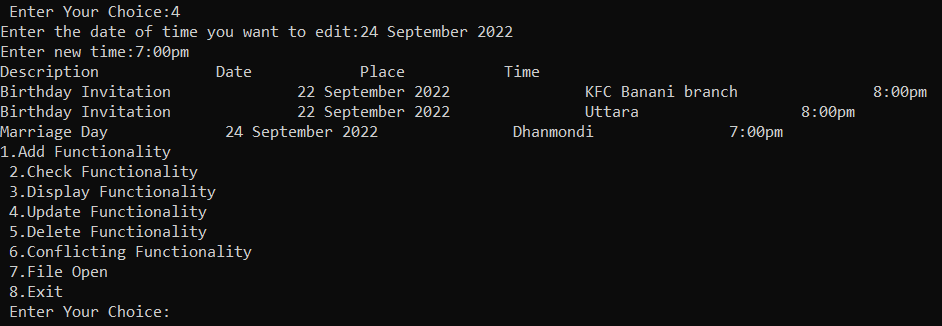 Enter Your Choice:4
Enter the date of time you want to edit:24 September 2022
Enter new time:7:00pm
Description Date Place Time
Birthday Invitation 22 September 2022 KFC Banani branch 8:00pm
Birthday Invitation 22 September 2022 Uttara 8:00pm
Marriage Day 24 September 2022 Dhanmondi 7:00pm
1.Add Functionality
2.Check Functionality
3.Display Functionality
4.Update Functionality
5.Delete Functionality
6.Conflicting Functionality
7.File Open
8.Exit
Enter Your Choice: